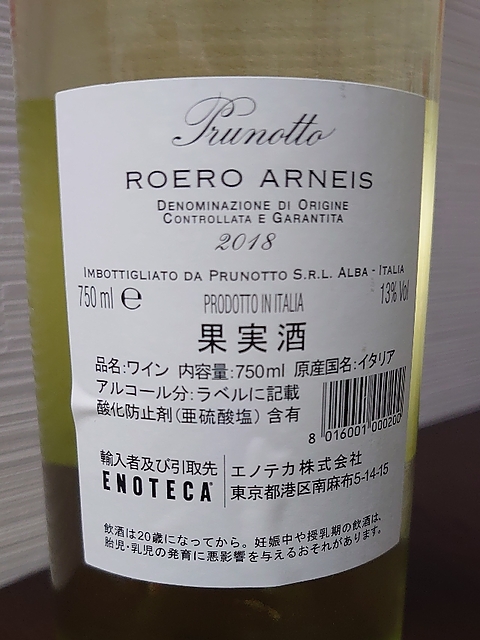 Prunotto
ROERO ARNEIS
DENOMINAZIONE DI ORIGINE
CONTROLLATA E GARANTITA
2018
IMBOTTIGLIATO DA PRUNOTTO S.R.L. ALBA - ITALIA
750 ml ℮ PRODOTTO IN ITALIA 13% Vol
果実酒
品名:ワイン 内容量:750ml 原産国名:イタリア
アルコール分:ラベルに記載
酸化防止剤(亜硫酸塩)含有
8 016001 000200
輸入者及び引取先
ENOTECA
エノテカ株式会社
東京都港区南麻布5-14-15
飲酒は20歳になってから。妊娠中や授乳期の飲酒は、
胎児・乳児の発育に悪影響を与えるおそれがあります。